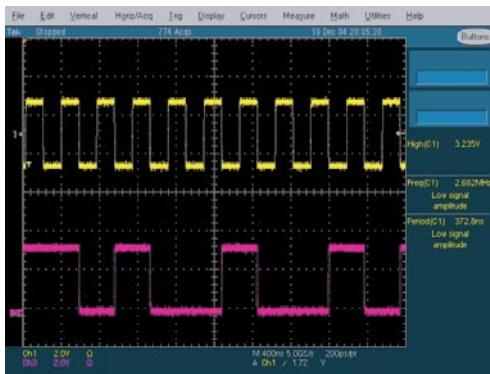 File Edit Vertical Horiz/Acq Trig Display Cursors Measure Math Utilities Help
Tek Stopped 774 Acqs 19 Dec 04 20:05:20
Buttons
High(C1) 3.235V
Freq(C1) 2.682MHz
Low signal
amplitude
Period(C1) 372.8ns
Low signal
amplitude
Ch1 2.0V Ω M 400ns 5.0GS/s 200ps/pt
Ch3 2.0V Ω A Ch1 / 1.72 V